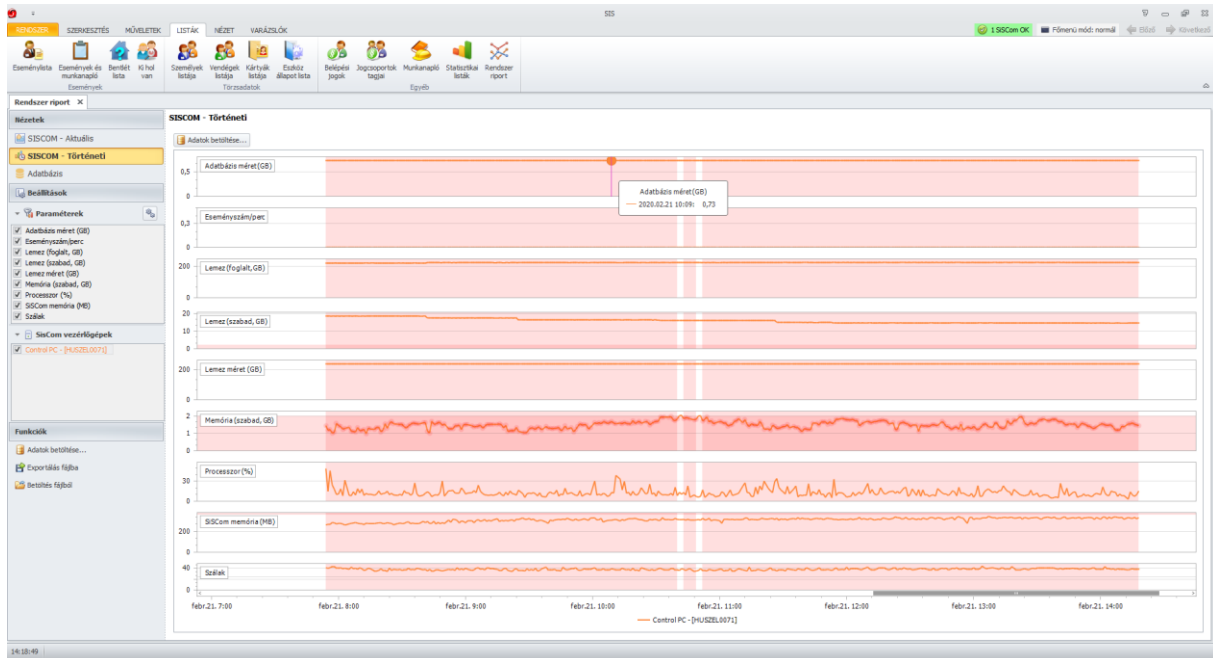 SIS
RENDSZER SZERKESZTÉS MŰVELETEK LISTÁK NÉZET VARÁZSLÓK
1 SiSCom OK Főmenü mód: normál Előző Következő
Eseménylista Események és munkanapló Bentlét lista Ki hol van
Személyek listája Vendégek listája Kártyák listája Eszköz állapot lista
Belépési jogok Jogcsoportok tagjai Munkanapló Statisztikai listák Rendszer riport
Események Törzsadatok Egyéb
Rendszer riport
Nézetek
SISCOM - Aktuális
SISCOM - Történeti
Adatbázis
Beállítások
Paraméterek
Adatbázis méret (GB)
Eseményszám/perc
Lemez (foglalt, GB)
Lemez (szabad, GB)
Lemez méret (GB)
Memória (szabad, GB)
Processzor (%)
SiSCom memória (MB)
Szálak
SisCom vezérlőgépek
Control PC - [HUSZEL0071]
Funkciók
Adatok betöltése...
Exportálás fájlba
Betöltés fájlból
SISCOM - Történeti
Adatok betöltése...
Adatbázis méret(GB)
0,5
0
Adatbázis méret(GB)
2020.02.21 10:09: 0,73
Eseményszám/perc
0,3
0
Lemez (foglalt,GB)
200
0
Lemez (szabad, GB)
20
10
0
Lemez méret (GB)
200
0
Memória (szabad, GB)
2
1
0
Processzor (%)
30
0
SiSCom memória (MB)
200
0
Szálak
40
0
febr.21. 7:00 febr.21. 8:00 febr.21. 9:00 febr.21. 10:00 febr.21. 11:00 febr.21. 12:00 febr.21. 13:00 febr.21. 14:00
Control PC - [HUSZEL0071]
14:18:49